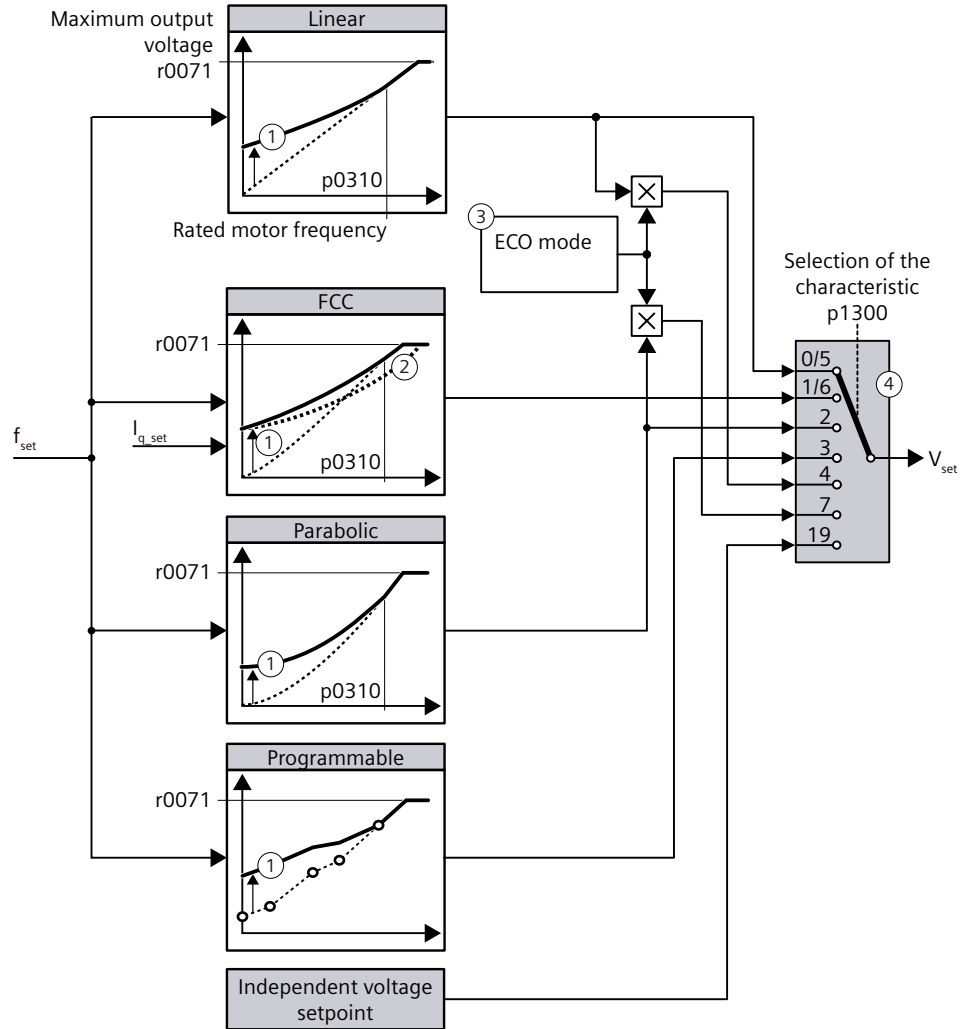 Maximum output
voltage
r0071
Linear
1
p0310
Rated motor frequency
3
ECO mode
Selection of the
characteristic
p1300
FCC
r0071
2
1
p0310
f_set
I_q_set
0/5
1/6
2
3
4
7
19
4
V_set
Parabolic
r0071
1
p0310
Programmable
r0071
1
Independent voltage
setpoint